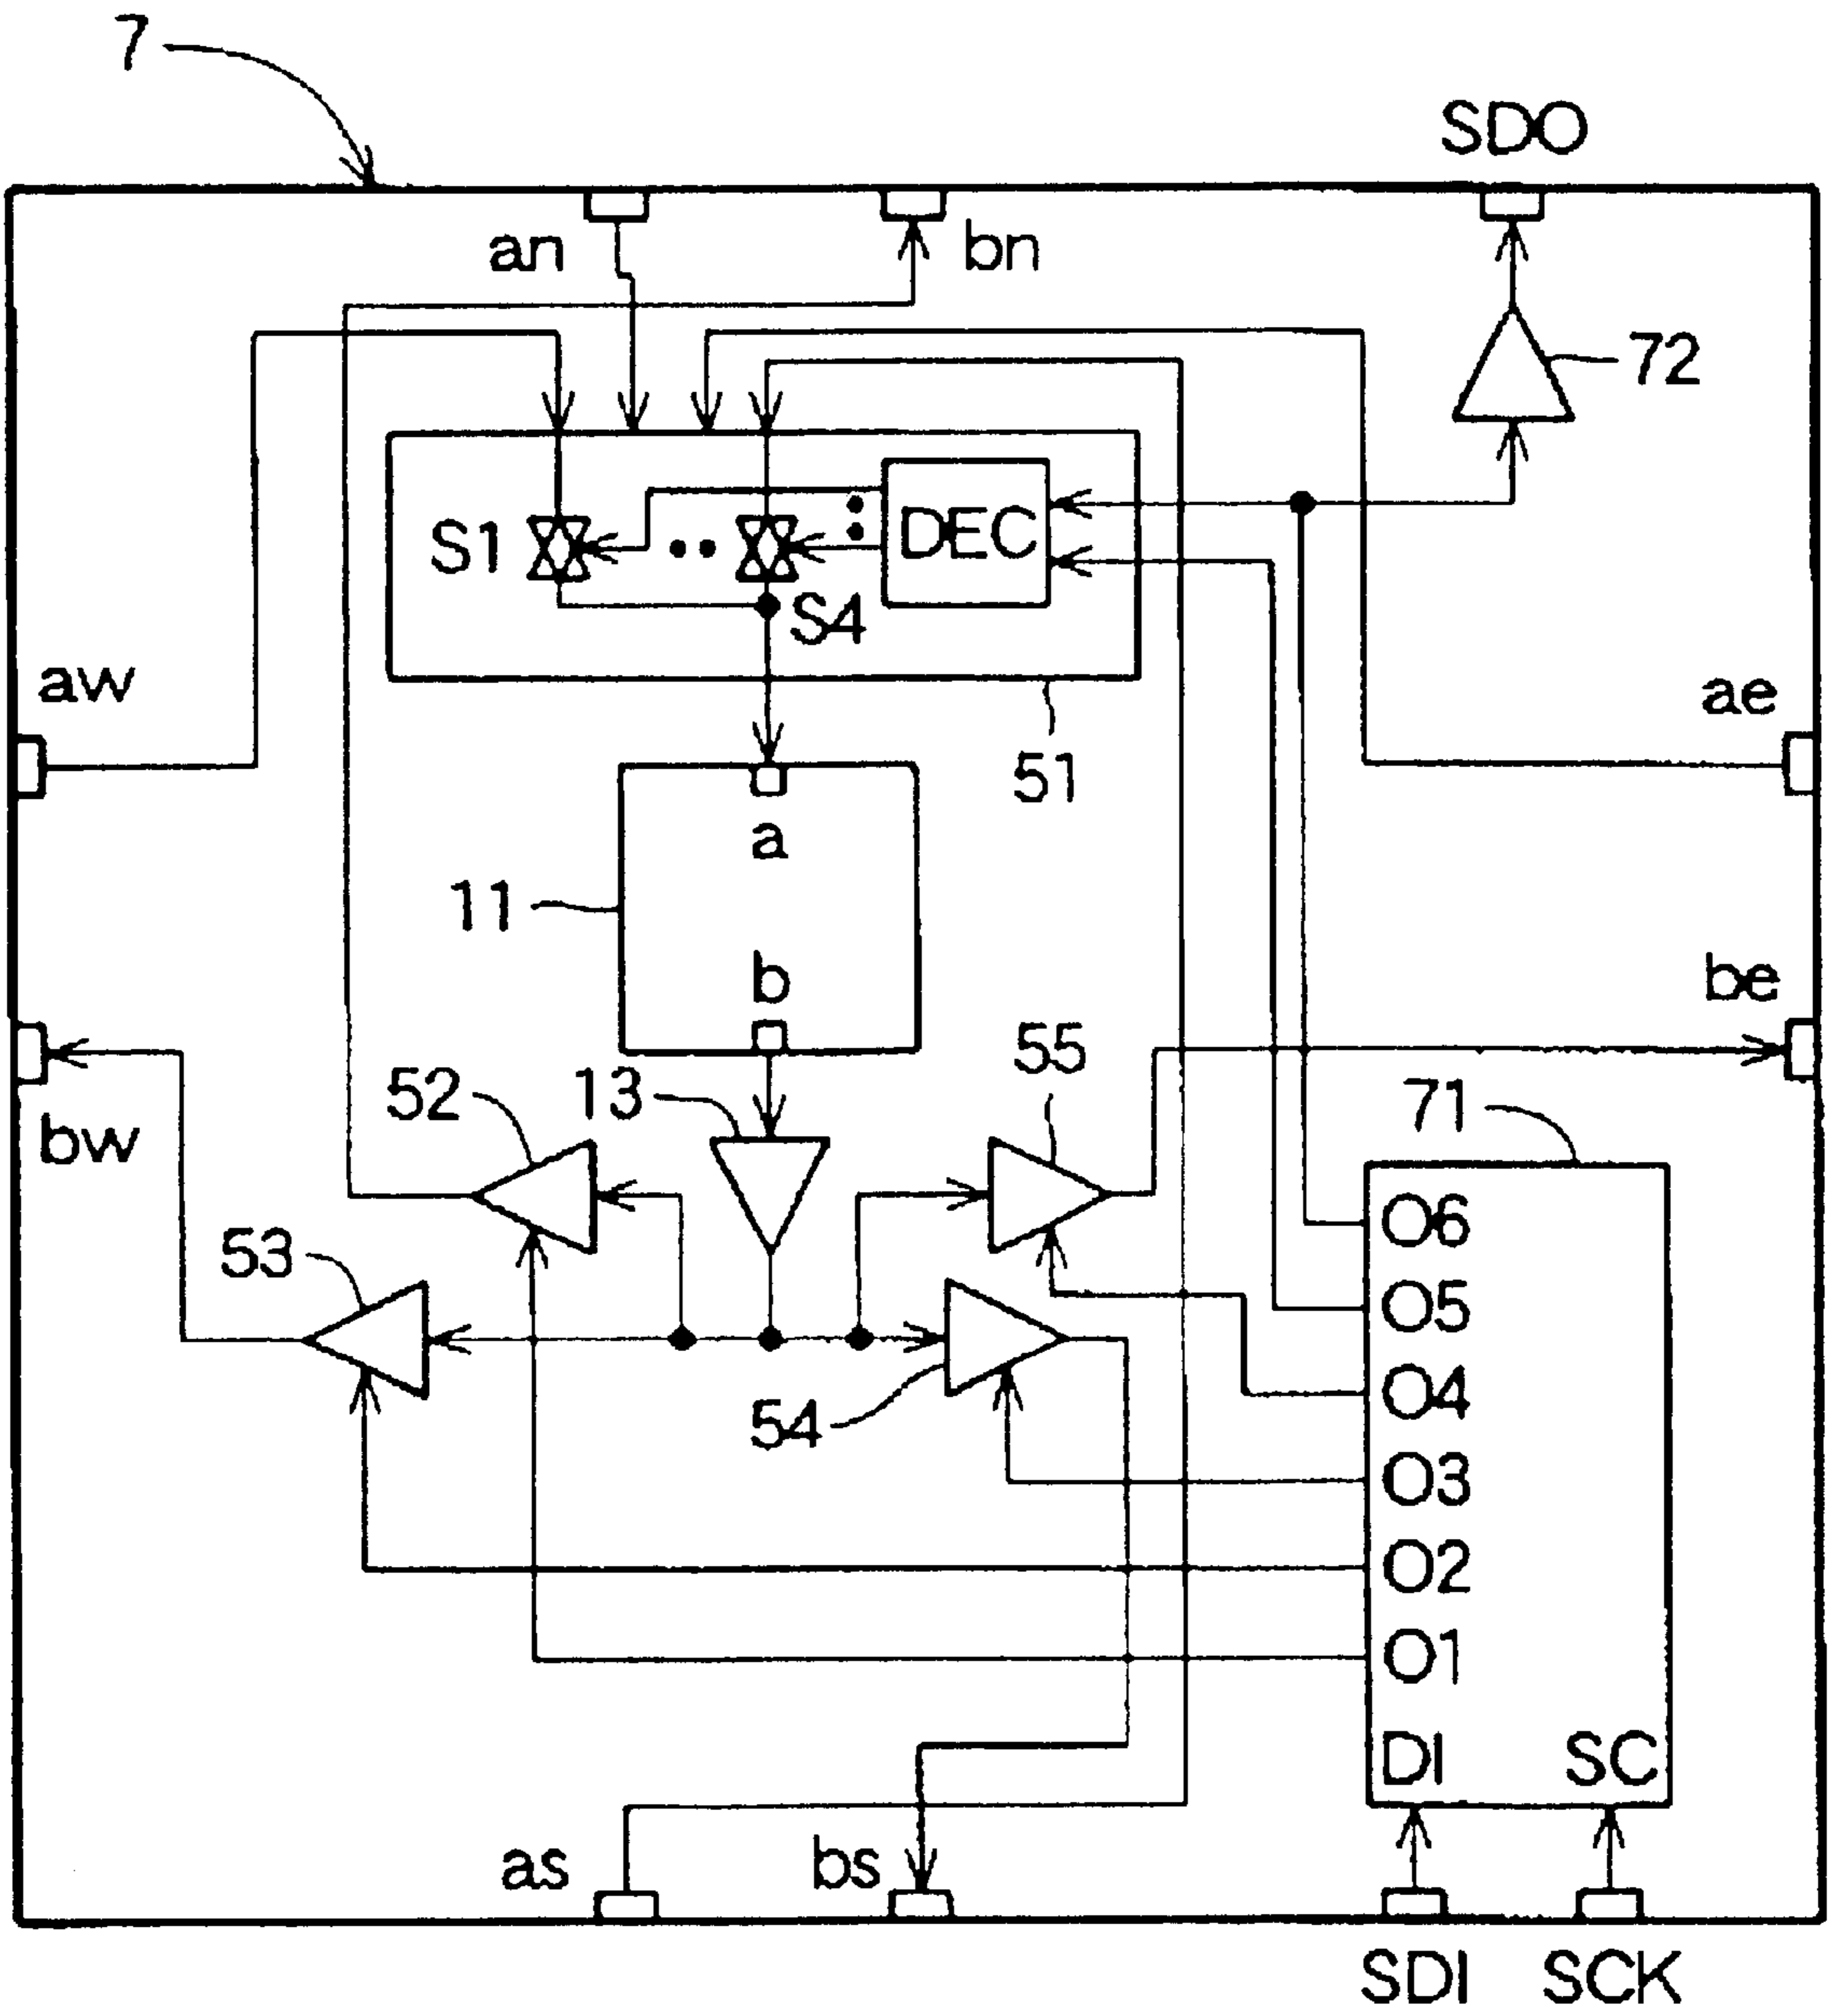 7
SDO
an
bn
72
S1
DEC
S4
aw
ae
51
a
11
b
be
55
52
13
71
bw
O6
53
O5
O4
54
O3
O2
O1
DI
SC
as
bs
SDI
SCK